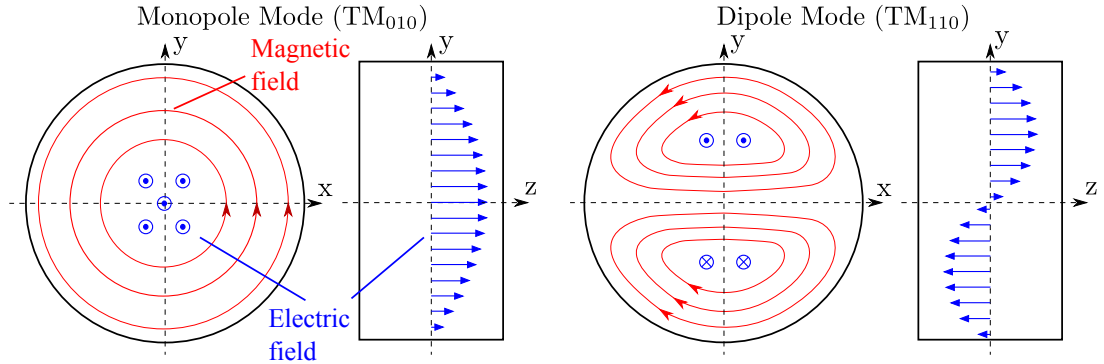 Monopole Mode (TM₀₁₀)
y
y
Magnetic
field
x
z
Electric
field
Dipole Mode (TM₁₁₀)
y
y
x
z